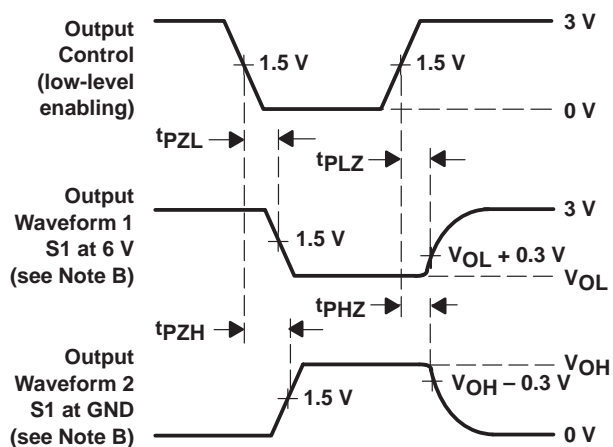 Output
Control
(low-level
enabling)
1.5 V
1.5 V
3 V
0 V
tPZL
tPLZ
Output
Waveform 1
S1 at 6 V
(see Note B)
1.5 V
3 V
VOL + 0.3 V
VOL
tPHZ
tPZH
Output
Waveform 2
S1 at GND
(see Note B)
1.5 V
VOH
VOH – 0.3 V
0 V